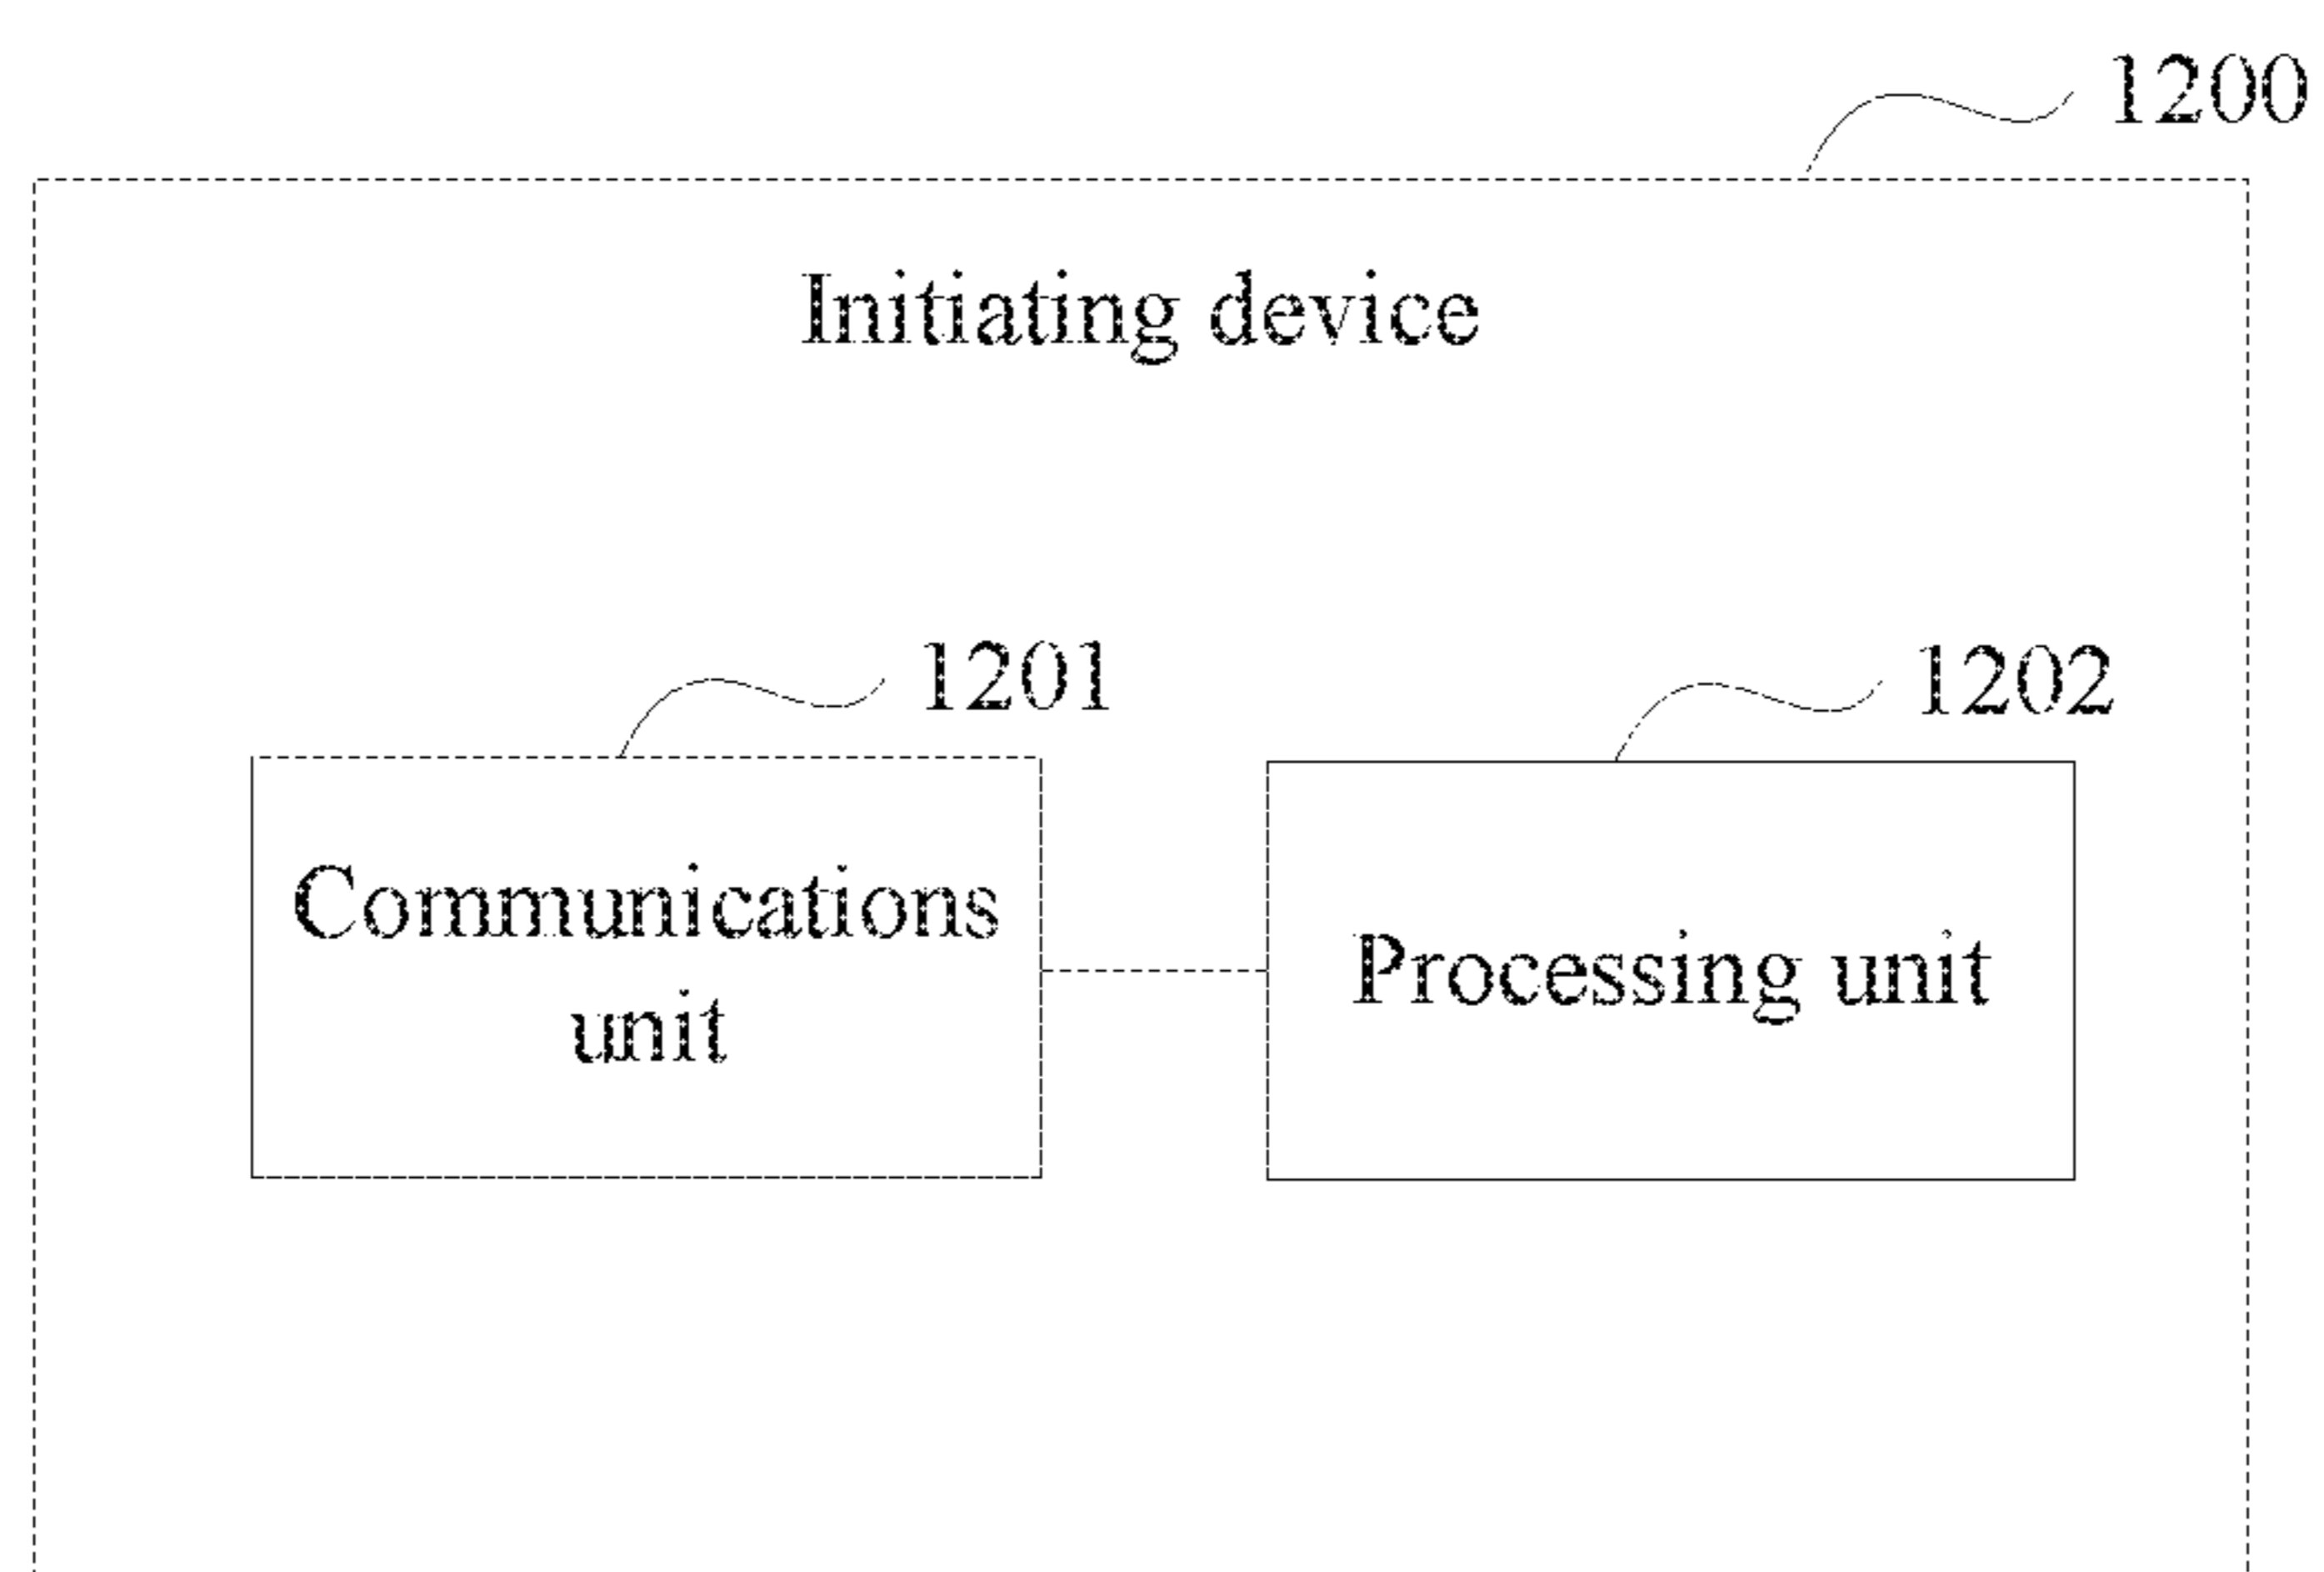 1200
Initiating device
1201
1202
Communications
unit
Processing unit